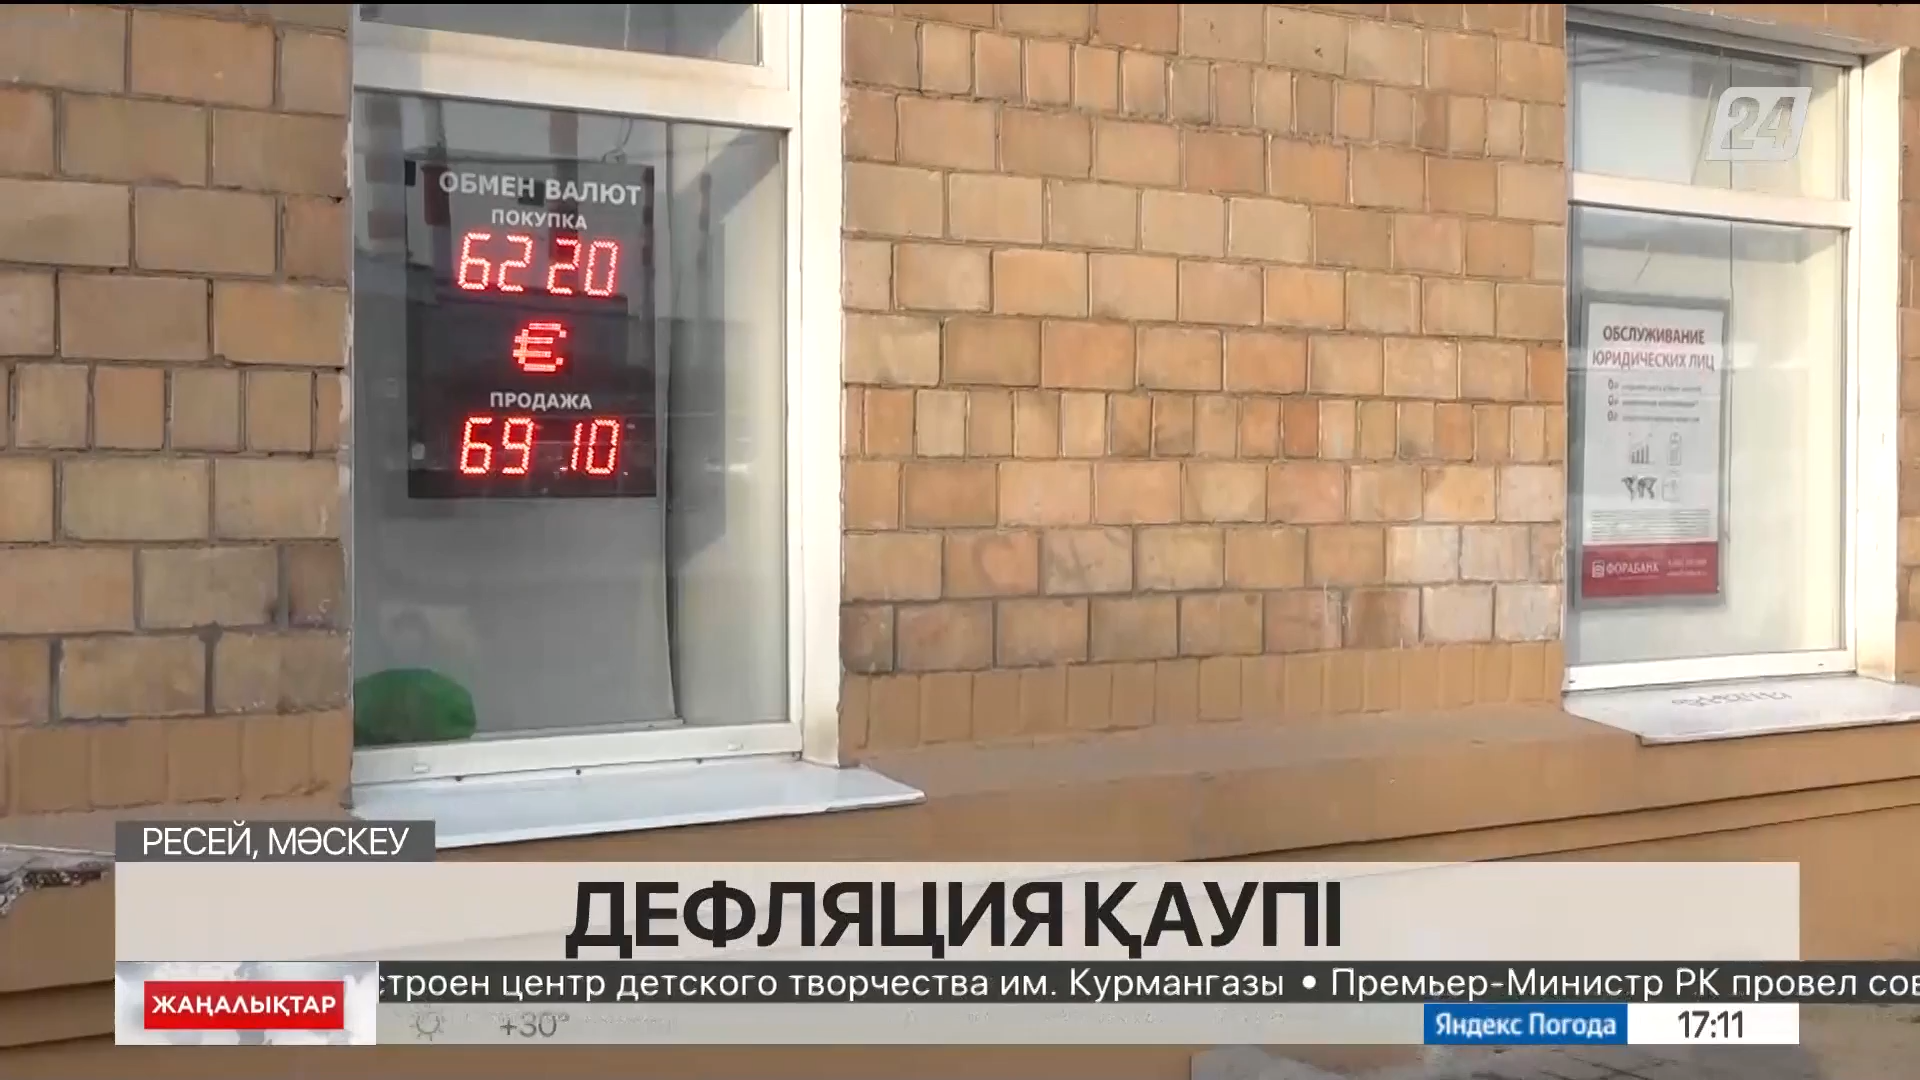 24
ОБМЕН ВАЛЮТ
ПОКУПКА
62 20
€
ПРОДАЖА
69 10
ОБСЛУЖИВАНИЕ
ЮРИДИЧЕСКИХ ЛИЦ
ФОРАБАНК
РЕСЕЙ, МӘСКЕУ
ДЕФЛЯЦИЯ ҚАУПІ
ЖАҢАЛЫҚТАР
строен центр детского творчества им. Курмангазы • Премьер-Министр РК провел сов
+30°
Яндекс Погода
17:11